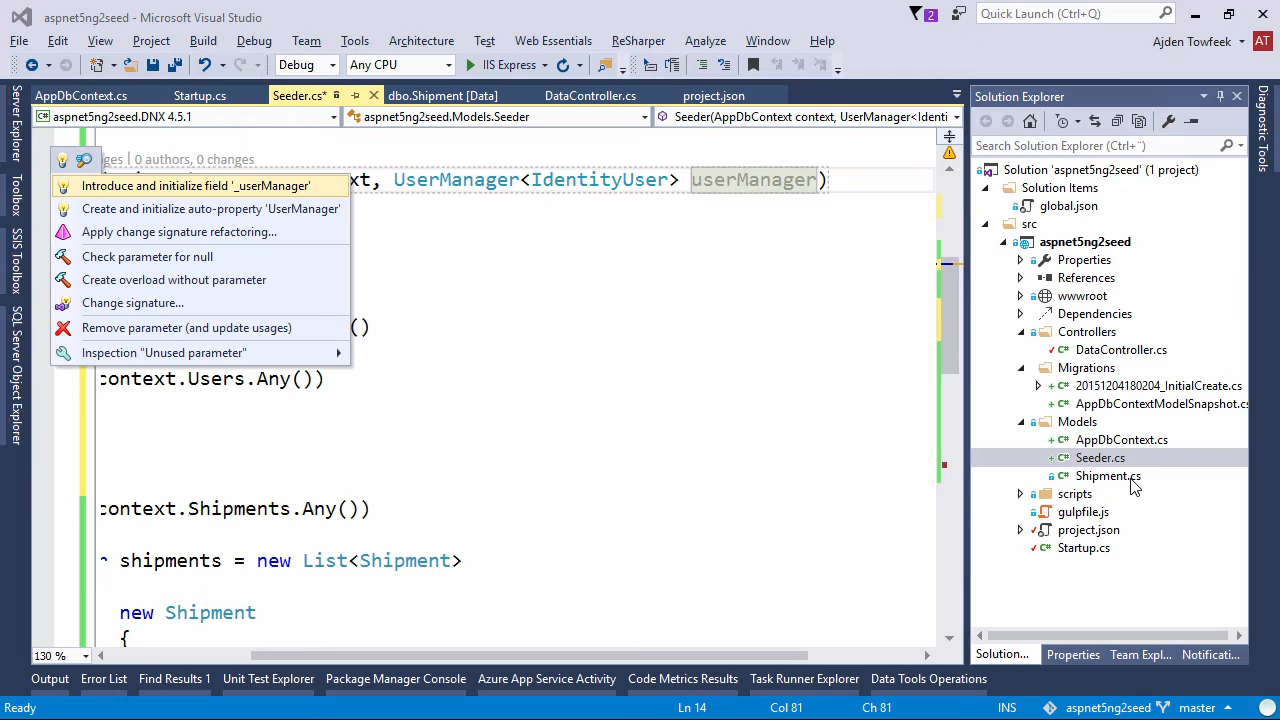 aspnet5ng2seed - Microsoft Visual Studio
2
Quick Launch (Ctrl+Q)
File Edit View Project Build Debug Team Tools Architecture Test Web Essentials ReSharper Analyze Window Help
Ajden Towfeek AT
Debug Any CPU IIS Express
AppDbContext.cs Startup.cs Seeder.cs* dbo.Shipment [Data] DataController.cs project.json
aspnet5ng2seed.DNX 4.5.1 aspnet5ng2seed.Models.Seeder Seeder(AppDbContext context, UserManager<Identi
Server Explorer
Toolbox
SSIS Toolbox
SQL Server Object Explorer
ges | 0 authors, 0 changes
ext, UserManager<IdentityUser> userManager)
Introduce and initialize field '_userManager'
Create and initialize auto-property 'UserManager'
Apply change signature refactoring...
Check parameter for null
Create overload without parameter
Change signature...
Remove parameter (and update usages)
Inspection "Unused parameter"
()
context.Users.Any())
context.Shipments.Any())
shipments = new List<Shipment>
new Shipment
{
130 %
Solution Explorer
Search Solution Explorer (Ctrl+')
Solution 'aspnet5ng2seed' (1 project)
Solution Items
global.json
src
aspnet5ng2seed
Properties
References
wwwroot
Dependencies
Controllers
DataController.cs
Migrations
20151204180204_InitialCreate.cs
AppDbContextModelSnapshot.cs
Models
AppDbContext.cs
Seeder.cs
Shipment.cs
scripts
gulpfile.js
project.json
Startup.cs
Solution... Properties Team Expl... Notificati...
Diagnostic Tools
Output Error List Find Results 1 Unit Test Explorer Package Manager Console Azure App Service Activity Code Metrics Results Task Runner Explorer Data Tools Operations
Ready Ln 14 Col 81 Ch 81 INS aspnet5ng2seed master